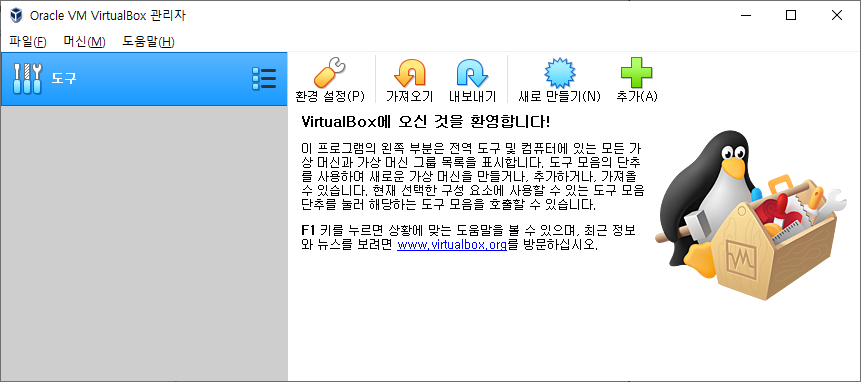 Oracle VM VirtualBox 관리자
파일(F) 머신(M) 도움말(H)
도구
환경 설정(P) 가져오기 내보내기 새로 만들기(N) 추가(A)
VirtualBox에 오신 것을 환영합니다!
이 프로그램의 왼쪽 부분은 전역 도구 및 컴퓨터에 있는 모든 가
상 머신과 가상 머신 그룹 목록을 표시합니다. 도구 모음의 단추
를 사용하여 새로운 가상 머신을 만들거나, 추가하거나, 가져올
수 있습니다. 현재 선택한 구성 요소에 사용할 수 있는 도구 모음
단추를 눌러 해당하는 도구 모음을 호출할 수 있습니다.
F1 키를 누르면 상황에 맞는 도움말을 볼 수 있으며, 최근 정보
와 뉴스를 보려면 www.virtualbox.org를 방문하십시오.